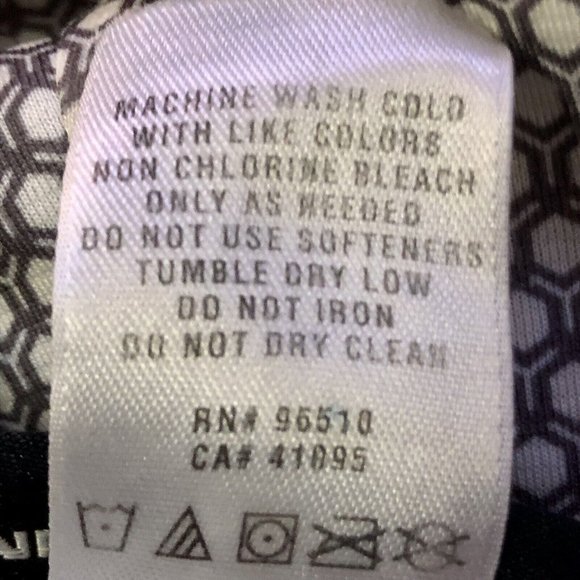 MACHINE WASH COLD
WITH LIKE COLORS
NON CHLORINE BLEACH
ONLY AS NEEDED
DO NOT USE SOFTENERS
TUMBLE DRY LOW
DO NOT IRON
DO NOT DRY CLEAN
RN# 96510
CA# 41095